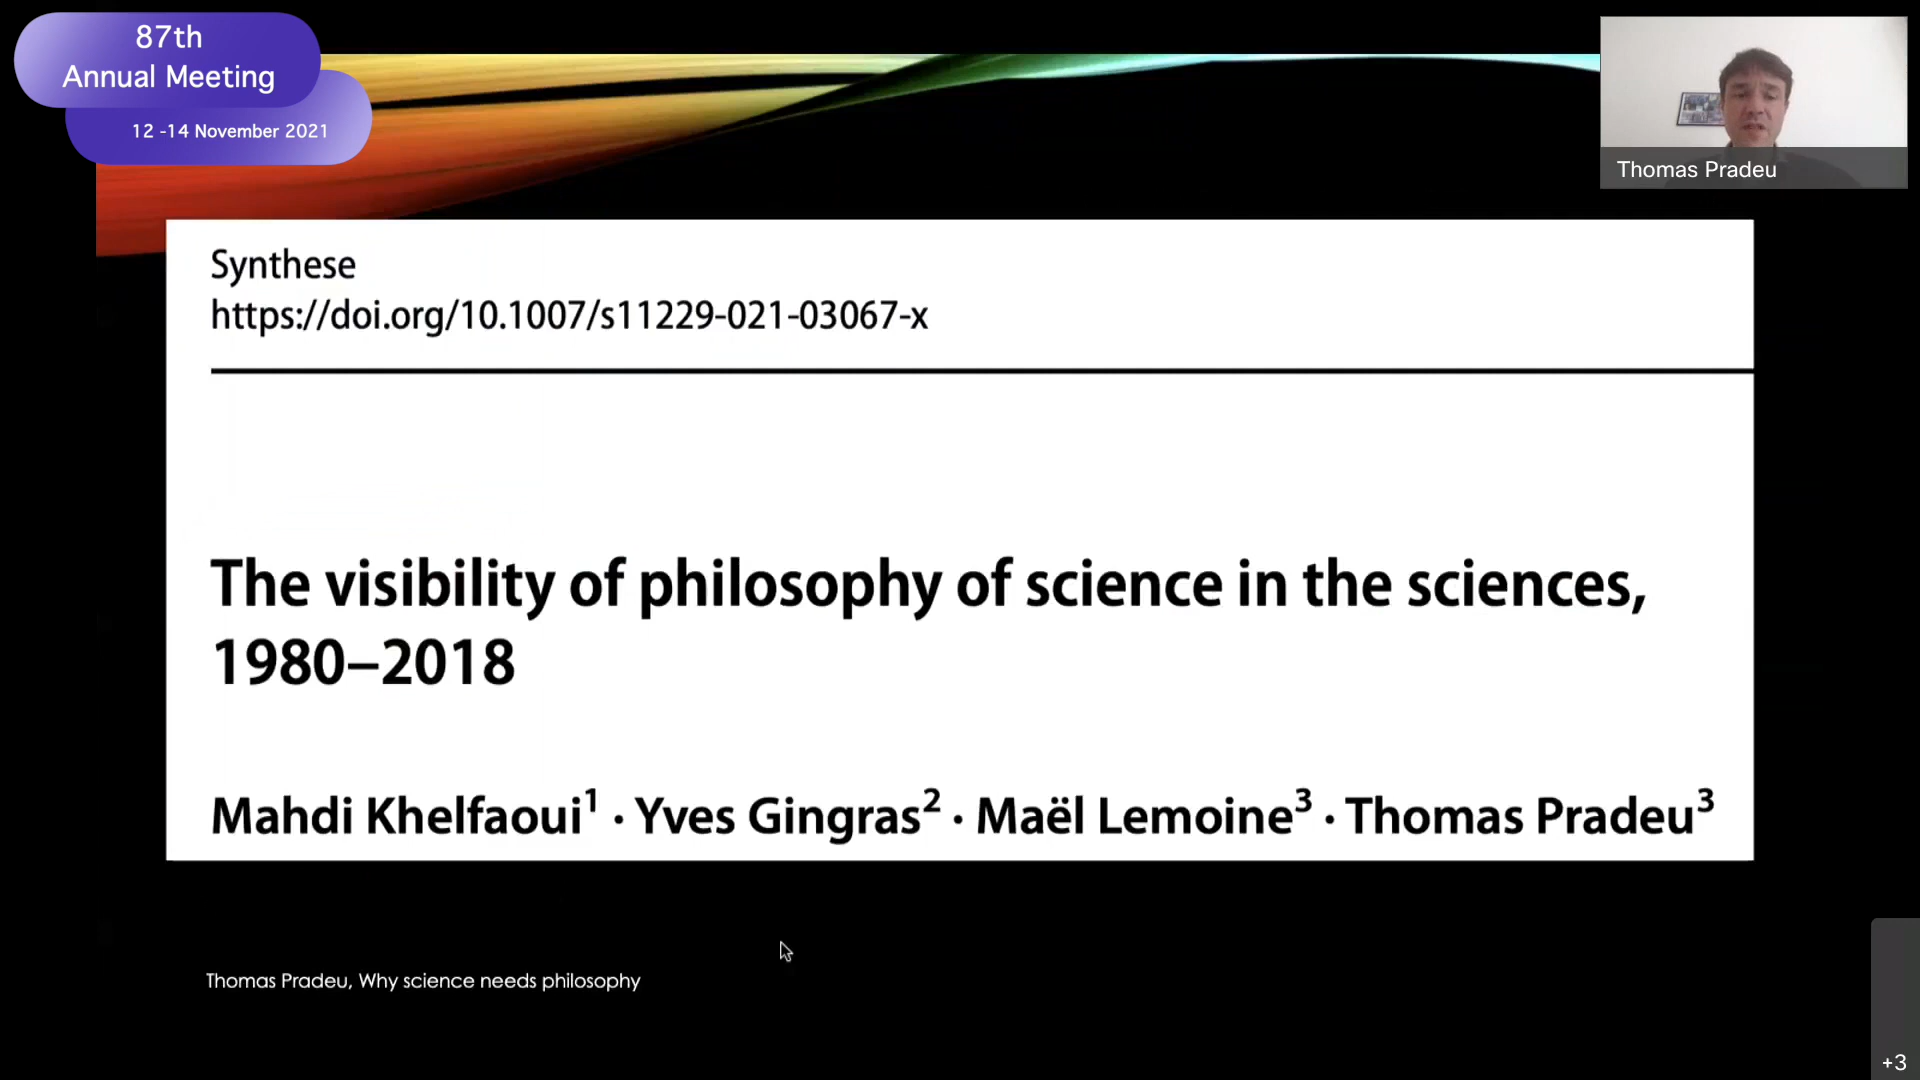 87th
Annual Meeting
12 -14 November 2021
Thomas Pradeu
Synthese
https://doi.org/10.1007/s11229-021-03067-x
The visibility of philosophy of science in the sciences,
1980–2018
Mahdi Khelfaoui¹ · Yves Gingras² · Maël Lemoine³ · Thomas Pradeu³
Thomas Pradeu, Why science needs philosophy
+3